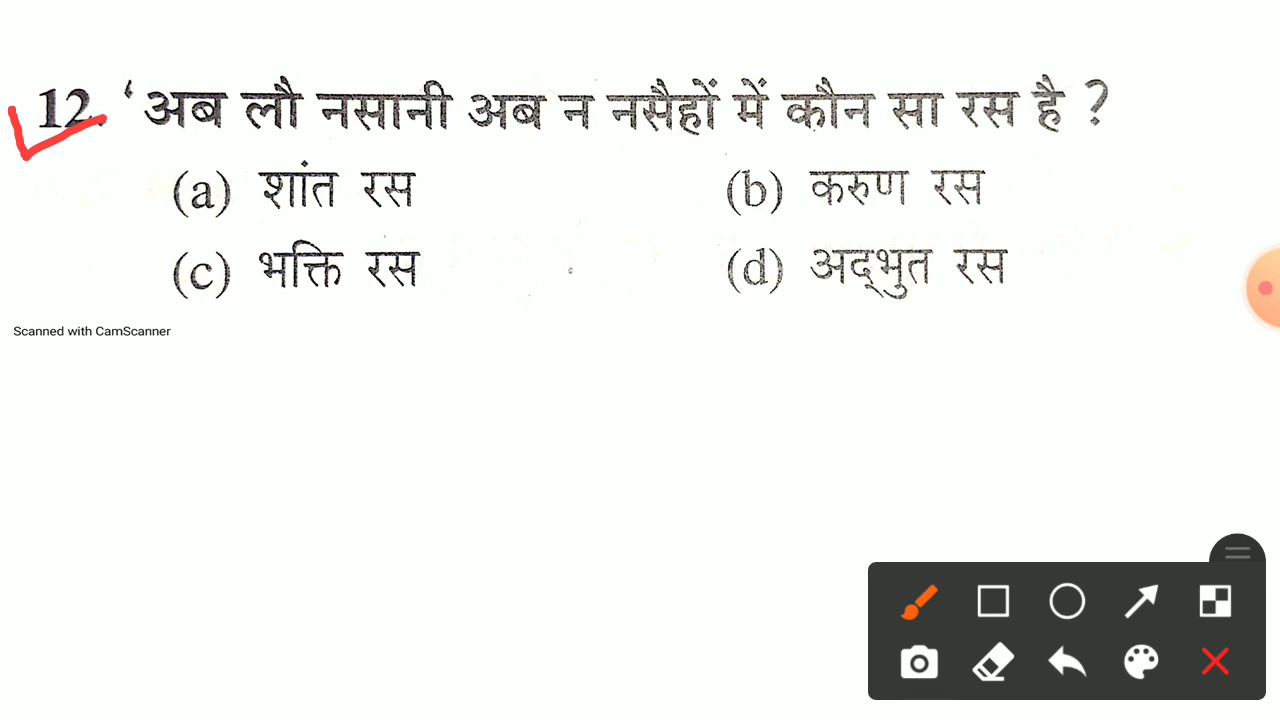 12. ‘अब लौ नसानी अब न नसैहों में कौन सा रस है ?
(a) शांत रस (b) करुण रस
(c) भक्ति रस (d) अद्‌भुत रस
Scanned with CamScanner